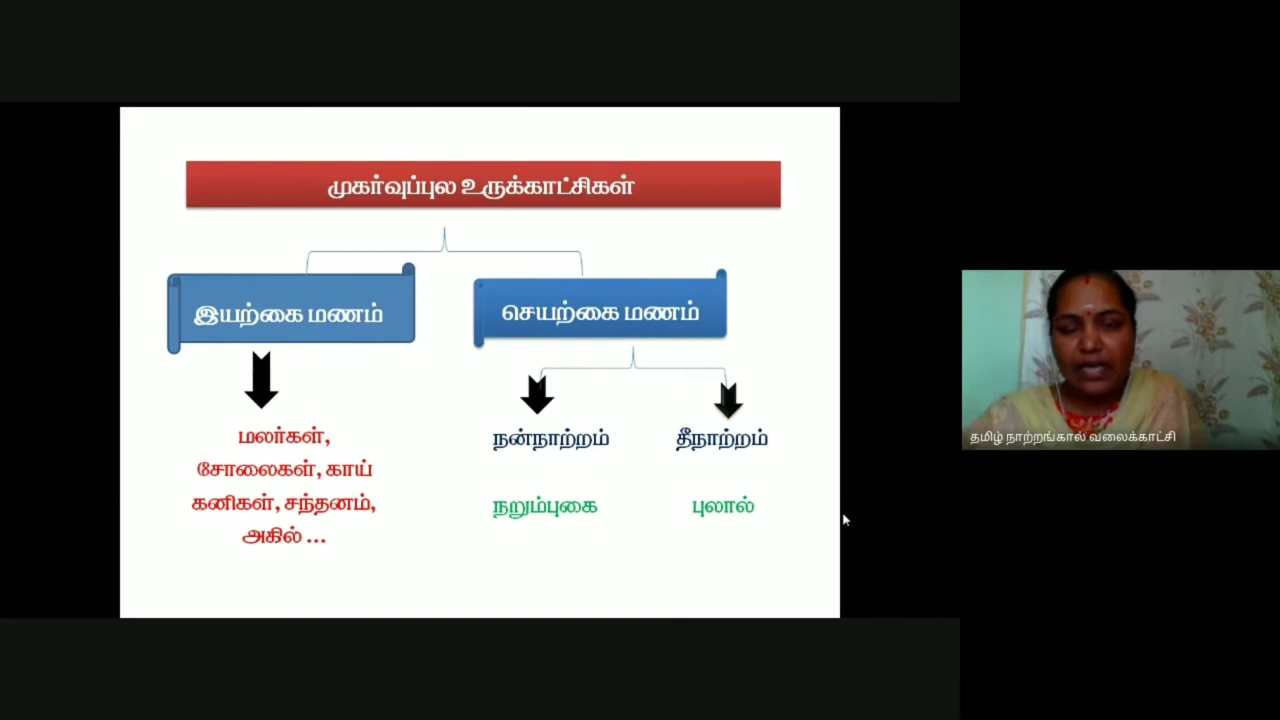 முகர்வுப்புல உருக்காட்சிகள்
இயற்கை மணம்
செயற்கை மணம்
மலர்கள்,
சோலைகள், காய்
கனிகள், சந்தனம்,
அகில் ...
நன்நாற்றம்
தீநாற்றம்
நறும்புகை
புலால்
தமிழ் நாற்றங்கால் வலைக்காட்சி